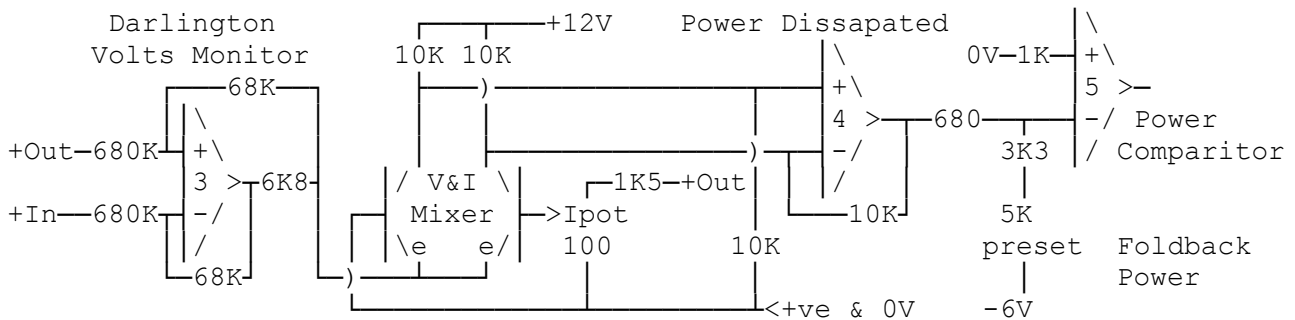 Darlington +12V Power Dissapated \
Volts Monitor 10K 10K \ 0V 1K +\
68K ) +\ 5 >
\ 4 > 680 -/ Power
+Out 680K +\ ) -/ 3K3 / Comparitor
3 > 6K8 / V&I \ 1K5 +Out /
+In 680K -/ Mixer >Ipot 10K 5K
/ \e e/ 100 10K preset Foldback
68K ) Power
<+ve & 0V -6V